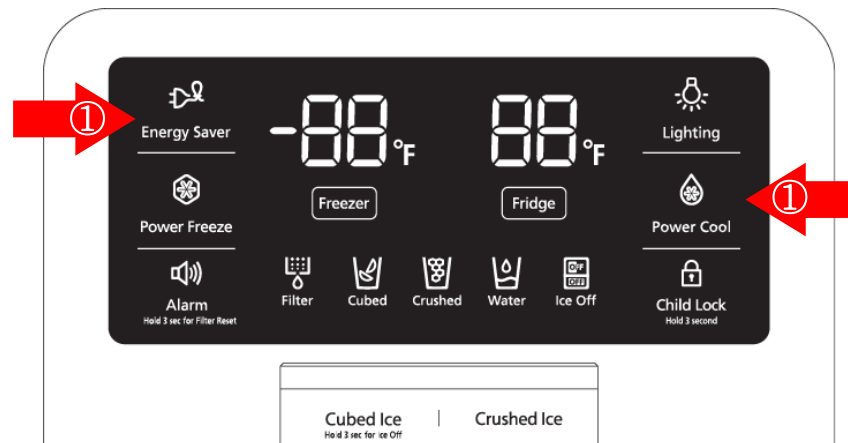 ①
Energy Saver
-88°F
88°F
Lighting
Power Freeze
Freezer
Fridge
Power Cool
①
Alarm
Hold 3 sec for Filter Reset
Filter
Cubed
Crushed
Water
OFF
OFF
Ice Off
Child Lock
Hold 3 second
Cubed Ice | Crushed Ice
Hold 3 sec for Ice Off